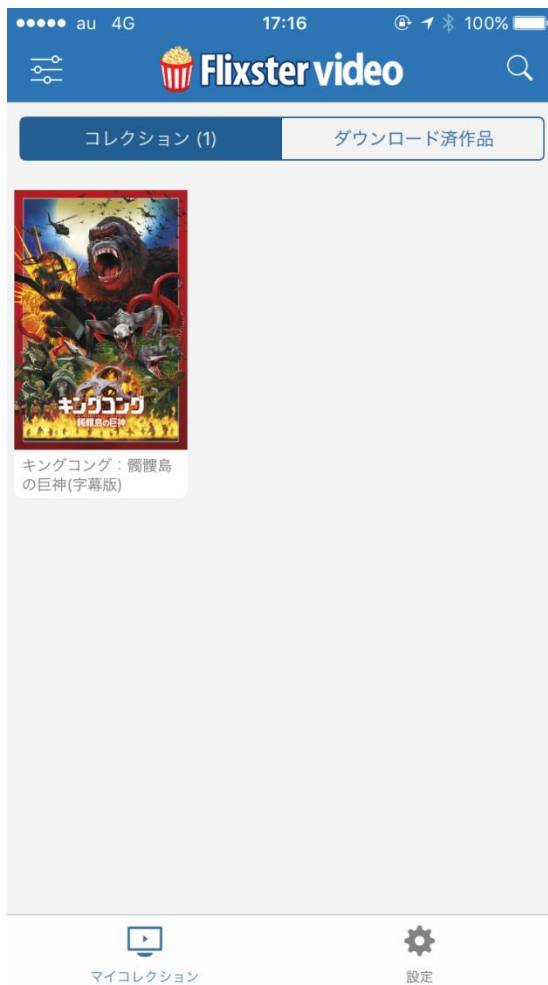 au 4G 17:16 100%
Flixster video
コレクション (1) ダウンロード済作品
キングコング
髑髏島の巨神
キングコング：髑髏島
の巨神(字幕版)
マイコレクション 設定